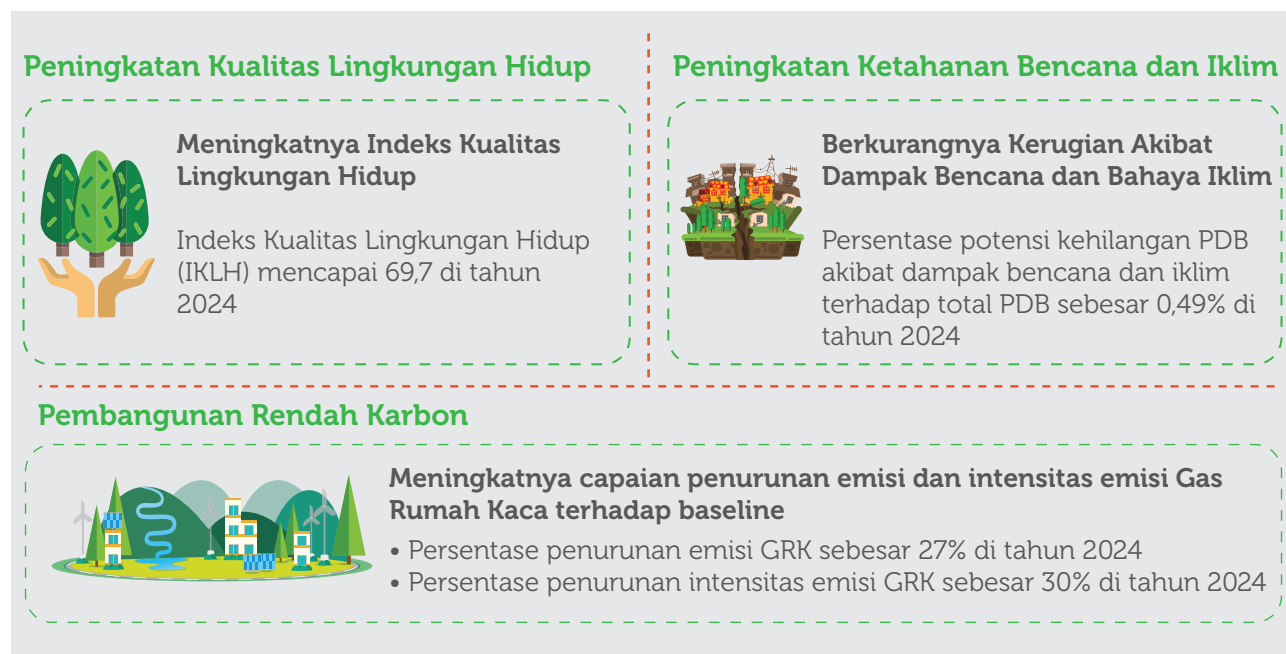 Peningkatan Kualitas Lingkungan Hidup
Meningkatnya Indeks Kualitas
Lingkungan Hidup
Indeks Kualitas Lingkungan Hidup
(IKLH) mencapai 69,7 di tahun
2024
Peningkatan Ketahanan Bencana dan Iklim
Berkurangnya Kerugian Akibat
Dampak Bencana dan Bahaya Iklim
Persentase potensi kehilangan PDB
akibat dampak bencana dan iklim
terhadap total PDB sebesar 0,49% di
tahun 2024
Pembangunan Rendah Karbon
Meningkatnya capaian penurunan emisi dan intensitas emisi Gas
Rumah Kaca terhadap baseline
• Persentase penurunan emisi GRK sebesar 27% di tahun 2024
• Persentase penurunan intensitas emisi GRK sebesar 30% di tahun 2024